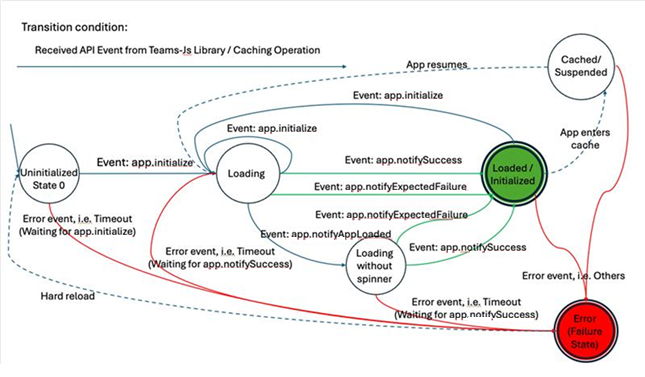 Transition condition:
Received API Event from Teams-Js Library / Caching Operation
Cached/
Suspended
App resumes
Event: app.initialize
Event: app.initialize
App enters
cache
Uninitialized
State 0
Event: app.initialize
Loading
Event: app.notifySuccess
Loaded /
Initialized
Event: app.notifyExpectedFailure
Event: app.notifyExpectedFailure
Error event, i.e. Timeout
(Waiting for app.initialize)
Event: app.notifyAppLoaded
Event: app.notifySuccess
Error event, i.e. Timeout
(Waiting for app.notifySuccess)
Loading
without
spinner
Error event, i.e. Others
Hard reload
Error event, i.e. Timeout
(Waiting for app.notifySuccess)
Error
(Failure
State)